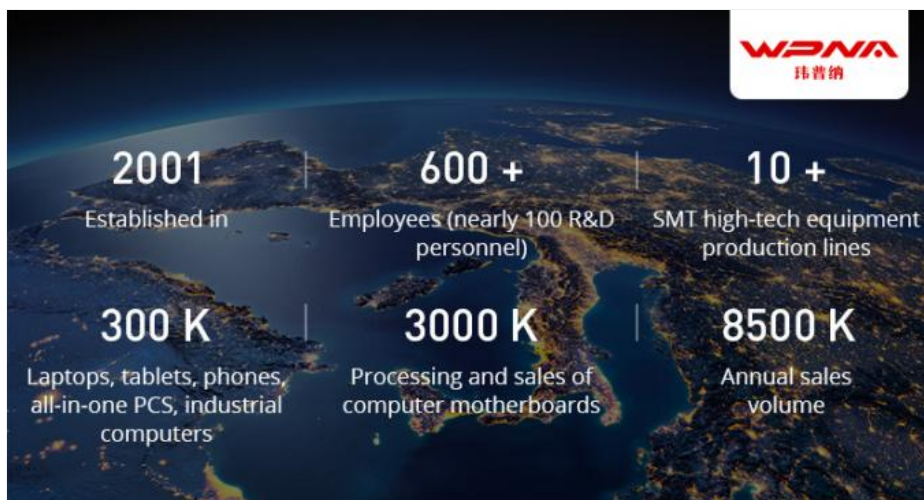 WPNA
玮普纳
2001
Established in
600 +
Employees (nearly 100 R&D
personnel)
10 +
SMT high-tech equipment
production lines
300 K
Laptops, tablets, phones,
all-in-one PCS, industrial
computers
3000 K
Processing and sales of
computer motherboards
8500 K
Annual sales
volume